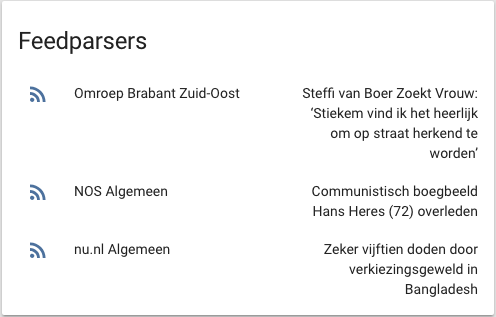 Feedparsers
Omroep Brabant Zuid-Oost
Steffi van Boer Zoekt Vrouw:
‘Stiekem vind ik het heerlijk
om op straat herkend te
worden’
NOS Algemeen
Communistisch boegbeeld
Hans Heres (72) overleden
nu.nl Algemeen
Zeker vijftien doden door
verkiezingsgeweld in
Bangladesh